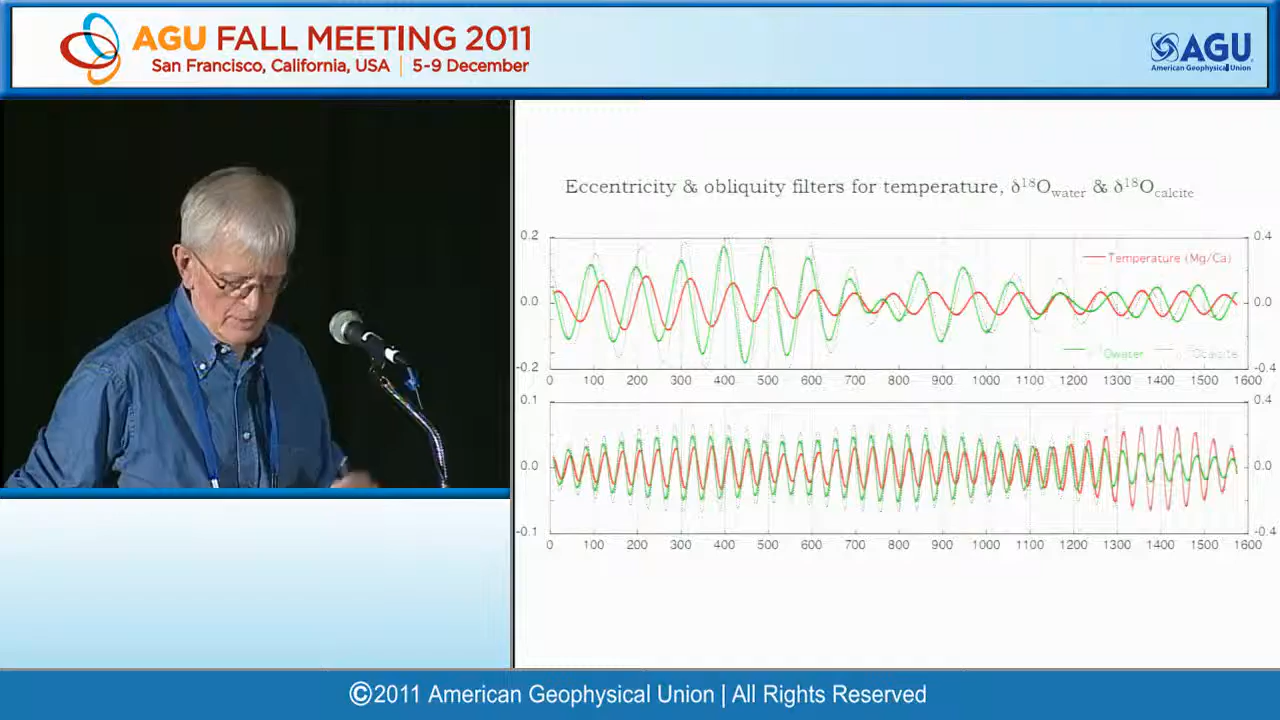 AGU FALL MEETING 2011
San Francisco, California, USA | 5-9 December
AGU
American Geophysical Union
Eccentricity & obliquity filters for temperature, δ18Owater & δ18Ocalcite
0.2
0.0
-0.2
0.4
0.0
-0.4
Temperature (Mg/Ca)
Owater
0 100 200 300 400 500 600 700 800 900 1000 1100 1200 1300 1400 1500 1600
0.1
0.0
-0.1
0.4
0.0
-0.4
0 100 200 300 400 500 600 700 800 900 1000 1100 1200 1300 1400 1500 1600
©2011 American Geophysical Union | All Rights Reserved